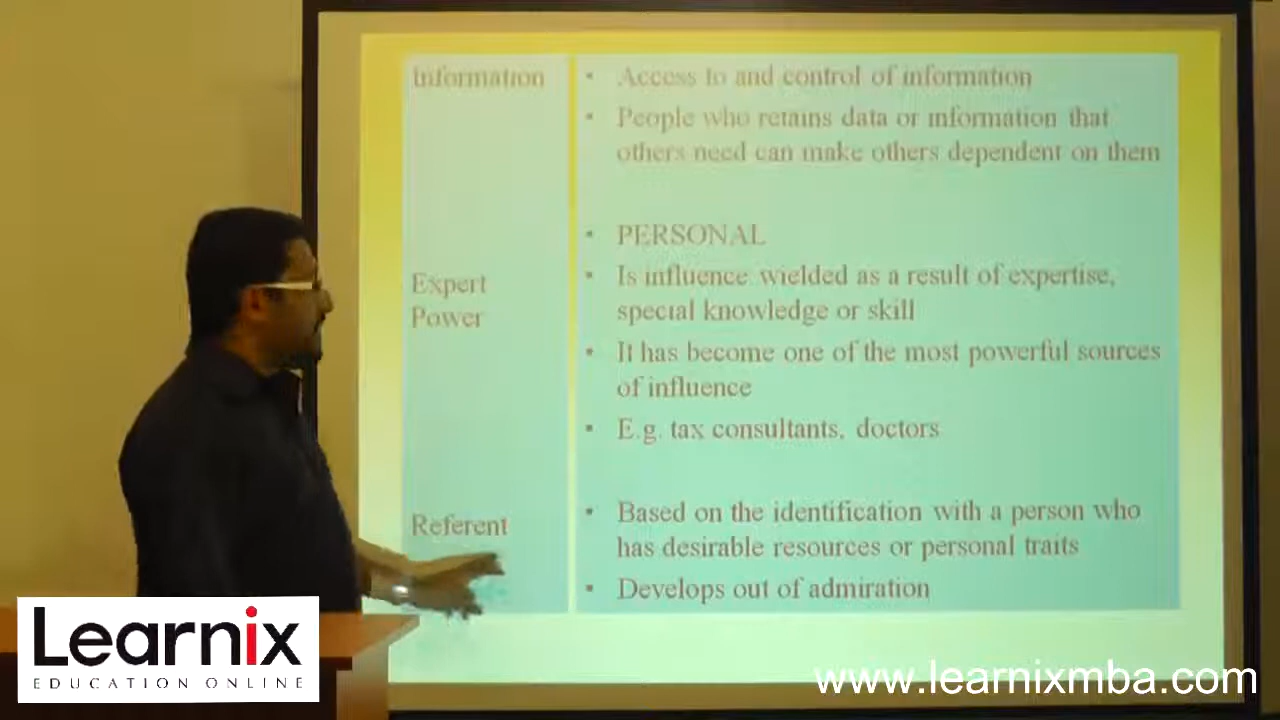 Information
• Access to and control of information
• People who retains data or information that
others need can make others dependent on them
• PERSONAL
Expert
Power
• Is influence wielded as a result of expertise,
special knowledge or skill
• It has become one of the most powerful sources
of influence
• E.g. tax consultants, doctors
Referent
• Based on the identification with a person who
has desirable resources or personal traits
• Develops out of admiration
Learnix
EDUCATION ONLINE
www.learnixmba.com